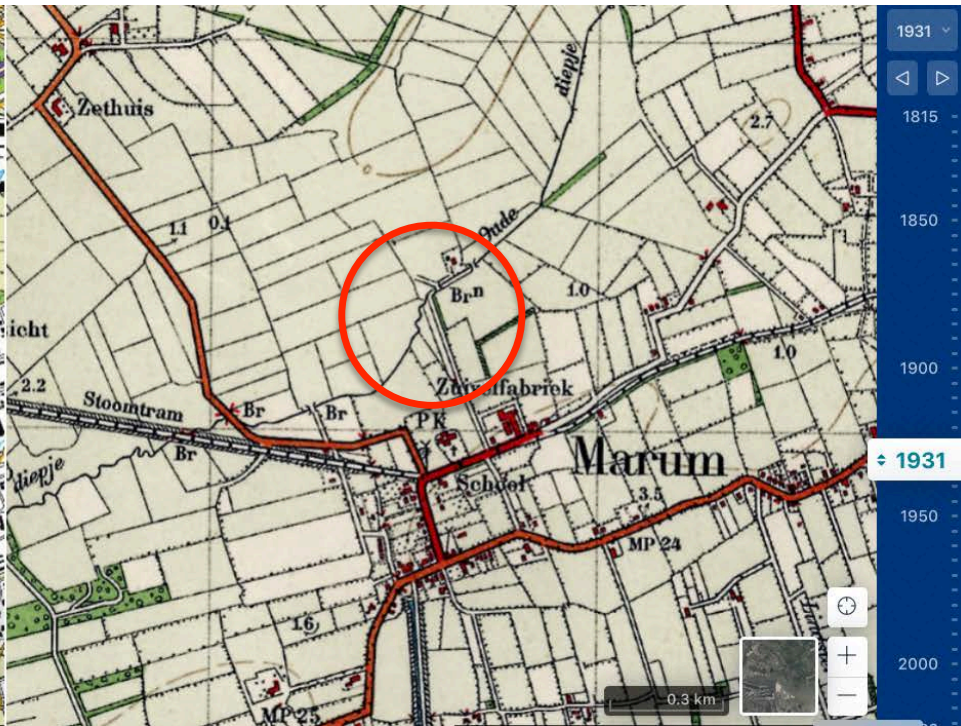 1931
diepje
Zethuis
2.7
1815
1.1
0.1
Oude
1850
Brn
1.0
icht
2.2
Stoomtram
Br
Br
Zuivelfabriek
1.0
1900
PK
Br
diepje
School
Marum
1931
3.5
1950
MP 24
1.6
2000
0.3 km
MP 25